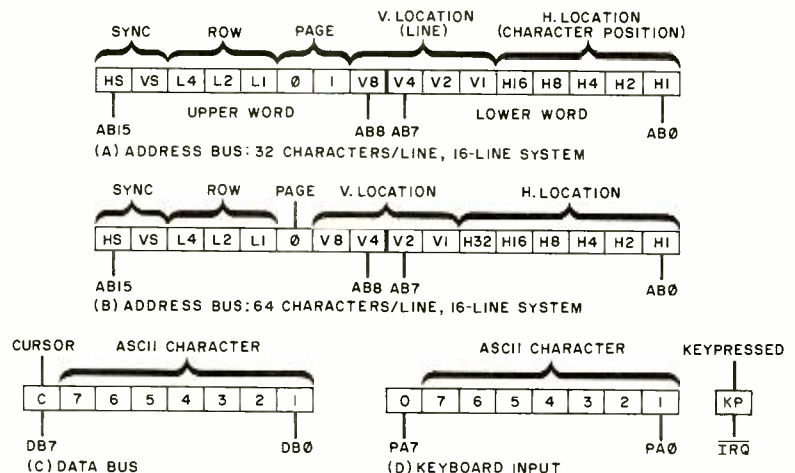 V. LOCATION H. LOCATION
SYNC ROW PAGE (LINE) (CHARACTER POSITION)
HS VS L4 L2 L1 Ø 1 V8 V4 V2 V1 H16 H8 H4 H2 H1
UPPER WORD LOWER WORD
AB15 AB8 AB7 ABØ
(A) ADDRESS BUS: 32 CHARACTERS/LINE, 16-LINE SYSTEM
SYNC ROW PAGE V. LOCATION H. LOCATION
HS VS L4 L2 L1 Ø V8 V4 V2 V1 H32 H16 H8 H4 H2 H1
AB15 AB8 AB7 ABØ
(B) ADDRESS BUS: 64 CHARACTERS/LINE, 16-LINE SYSTEM
CURSOR ASCII CHARACTER ASCII CHARACTER KEYPRESSED
C 7 6 5 4 3 2 1 O 7 6 5 4 3 2 1 KP
DB7 DBØ PA7 PAØ IRQ
(C) DATA BUS (D) KEYBOARD INPUT